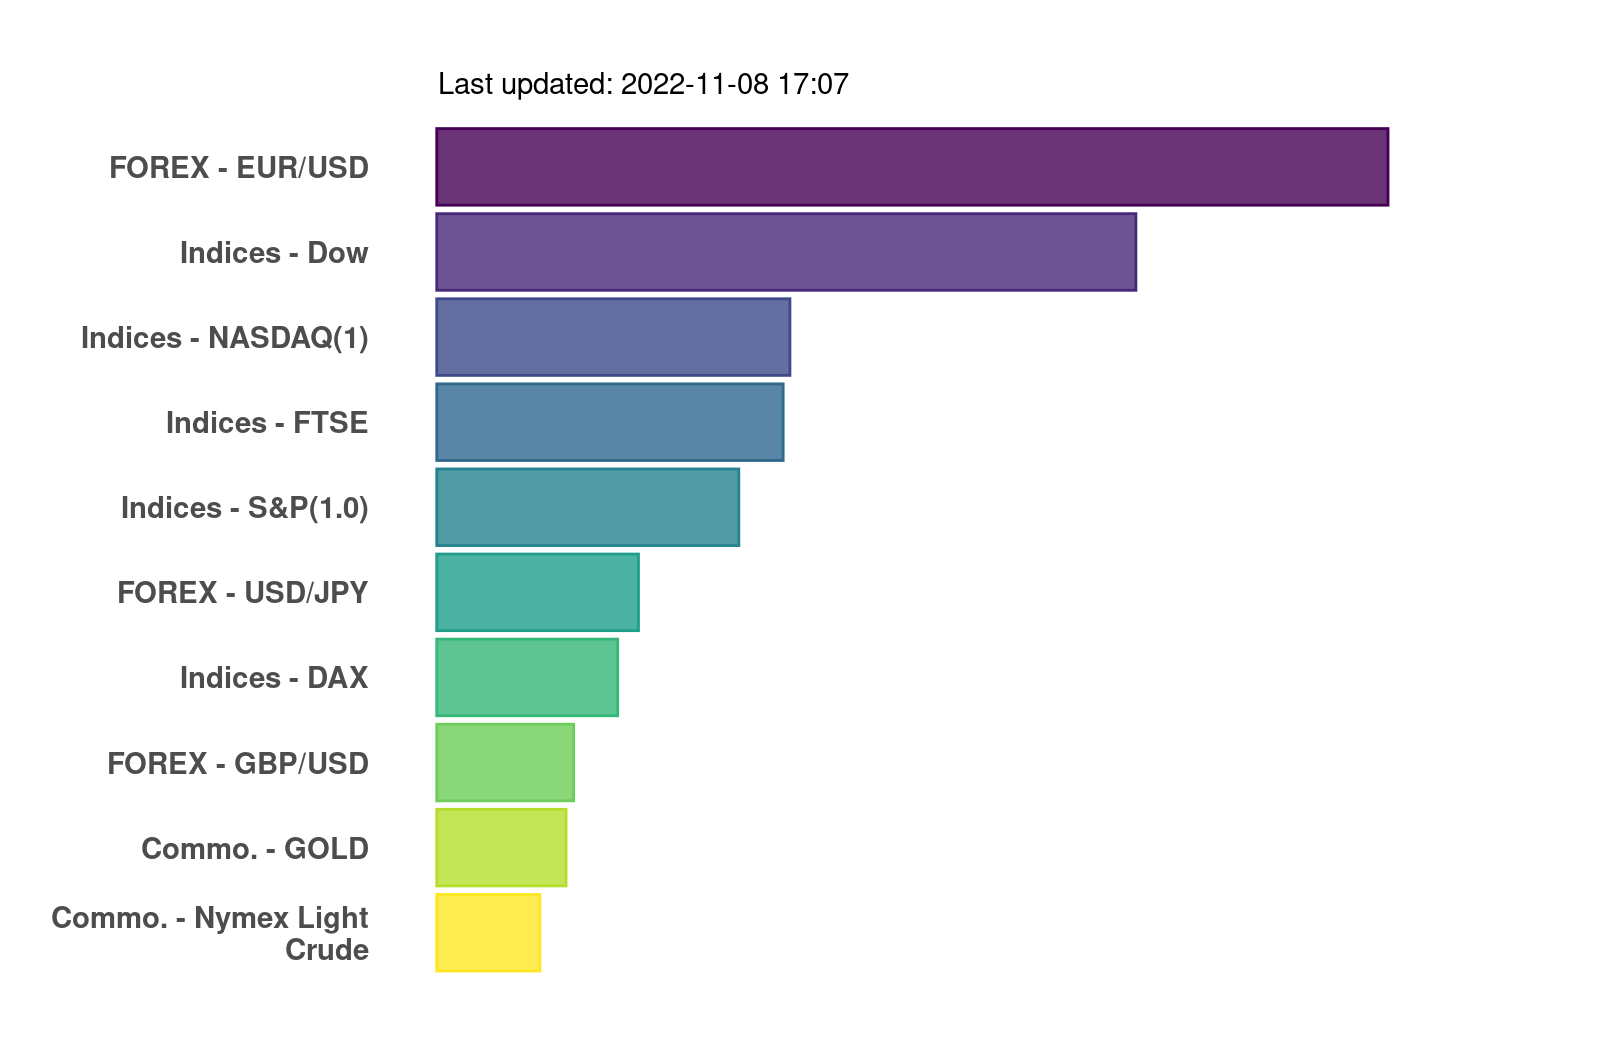 Last updated: 2022-11-08 17:07
FOREX - EUR/USD
Indices - Dow
Indices - NASDAQ(1)
Indices - FTSE
Indices - S&P(1.0)
FOREX - USD/JPY
Indices - DAX
FOREX - GBP/USD
Commo. - GOLD
Commo. - Nymex Light
Crude